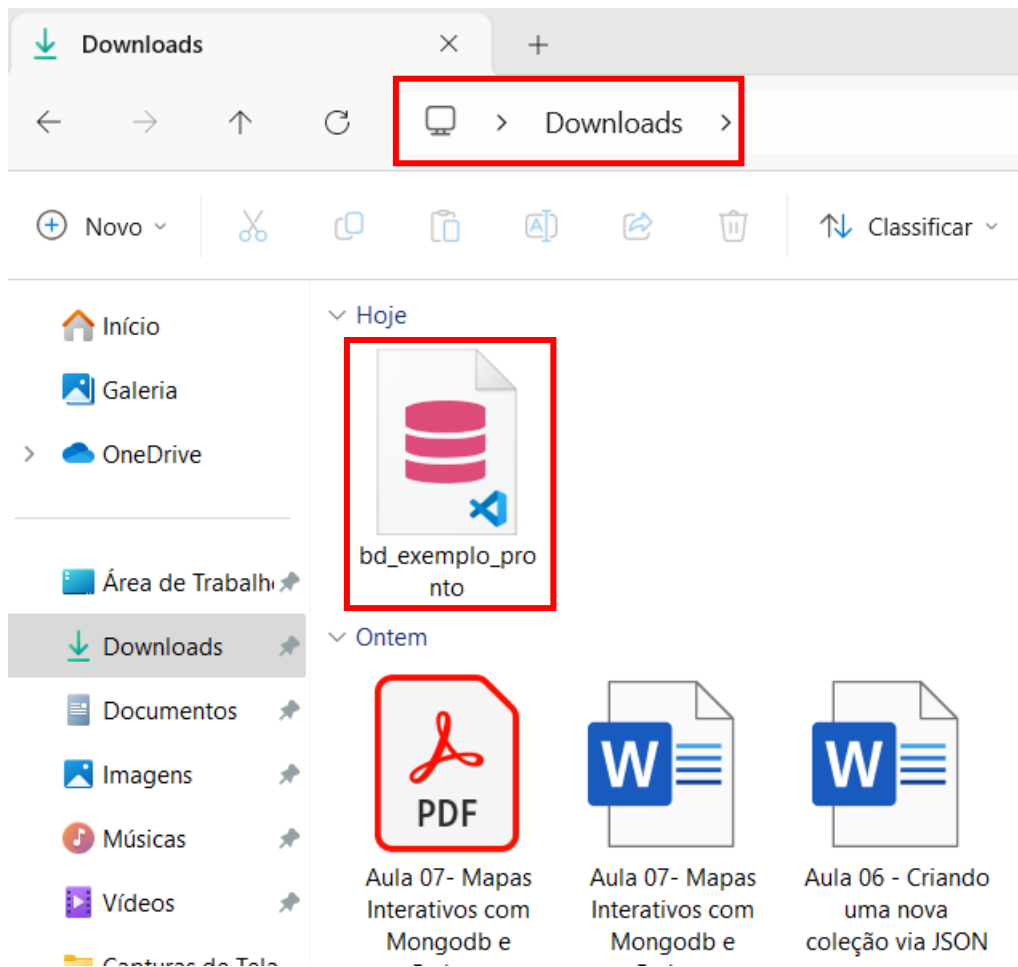 Downloads
Downloads
Novo
Classificar
Início
Galeria
OneDrive
Área de Trabalh
Downloads
Documentos
Imagens
Músicas
Vídeos
Hoje
bd_exemplo_pro
nto
Ontem
PDF
Aula 07- Mapas
Interativos com
Mongodb e
W
Aula 07- Mapas
Interativos com
Mongodb e
W
Aula 06 - Criando
uma nova
coleção via JSON